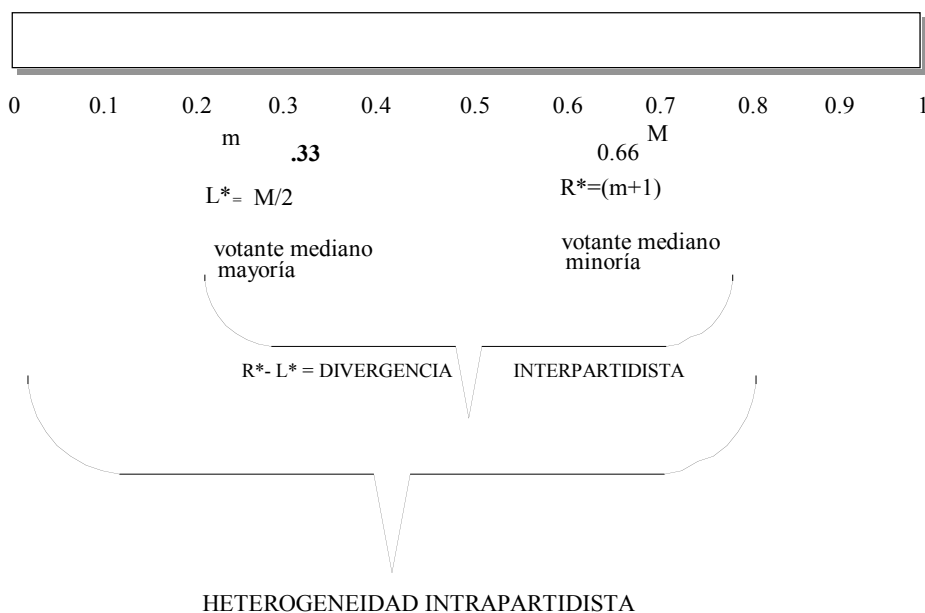 0 0.1 0.2 0.3 0.4 0.5 0.6 0.7 0.8 0.9 1
m M
.33 0.66
L*= M/2 R*=(m+1)
votante mediano votante mediano
mayoría minoría
R*- L* = DIVERGENCIA INTERPARTIDISTA
HETEROGENEIDAD INTRAPARTIDISTA